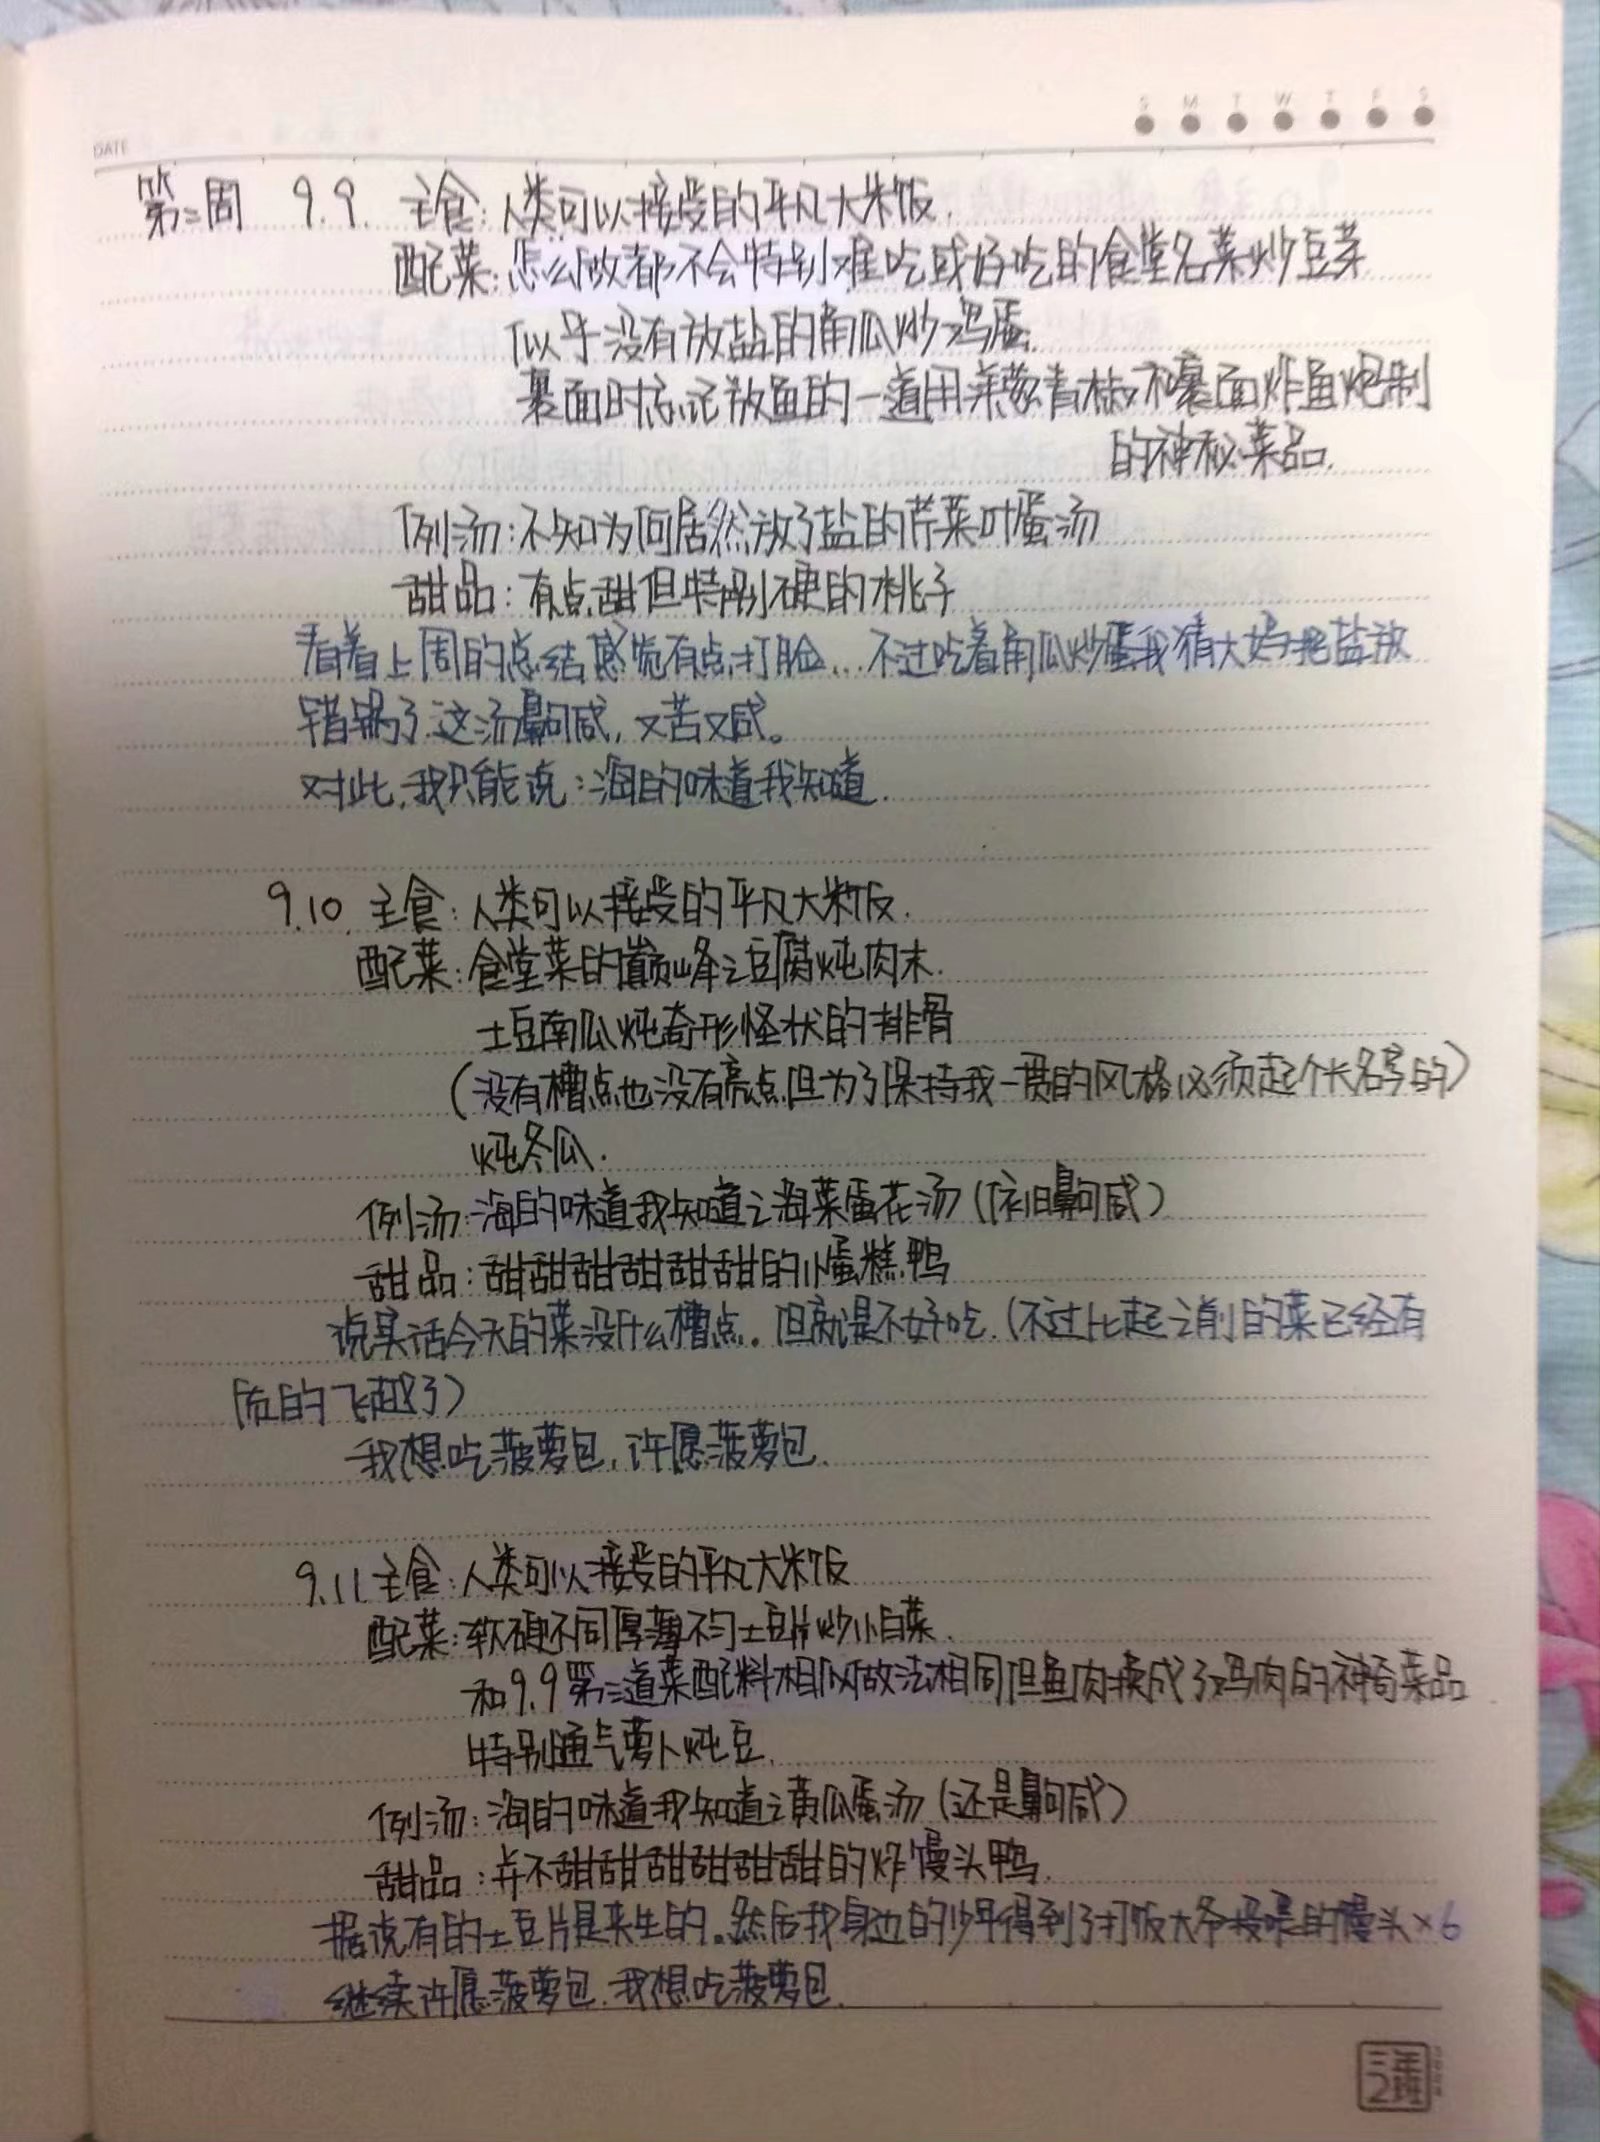 DATE
S M T W T F S
第二周 9.9. 主食:人类可以接受的平凡大米饭.
配菜:怎么做都不会特别难吃或好吃的食堂名菜炒豆芽
似乎没有放盐的角瓜炒鸡蛋.
裹面时忘记放鱼的一道用洋葱青椒和裹面炸鱼炮制
的神秘菜品.
例汤:不知为何居然放了盐的芹菜叶蛋汤
甜品:有点甜但特别硬的桃子
看着上周的总结感觉有点打脸...不过吃着角瓜炒蛋我猜大妈把盐放
错锅了.这汤齁咸,又苦又咸。
对此,我只能说:海的味道我知道.
9.10. 主食:人类可以接受的平凡大米饭.
配菜:食堂菜的巅峰之豆腐炖肉末.
土豆南瓜炖奇形怪状的排骨
(没有槽点也没有亮点但为了保持我一贯的风格必须起个长名字的)
炖冬瓜.
例汤:海的味道我知道之海菜蛋花汤(依旧齁咸)
甜品:甜甜甜甜甜甜的小蛋糕鸭
说实话今天的菜没什么槽点。但就是不好吃.(不过比起之前的菜已经有
质的飞越了)
我想吃菠萝包,许愿菠萝包.
9.11.主食:人类可以接受的平凡大米饭
配菜:软硬不同厚薄不匀土豆片炒小白菜.
和9.9第三道菜配料相似做法相同但鱼肉换成了鸡肉的神奇菜品
特别通气萝卜炖豆.
例汤:海的味道我知道之黄瓜蛋汤(还是齁咸)
甜品:并不甜甜甜甜甜甜的炸馒头鸭.
据说有的土豆片是夹生的。然后我身边的少年得到了打饭大爷投喂的馒头×6
继续许愿菠萝包.我想吃菠萝包.
三年
2班